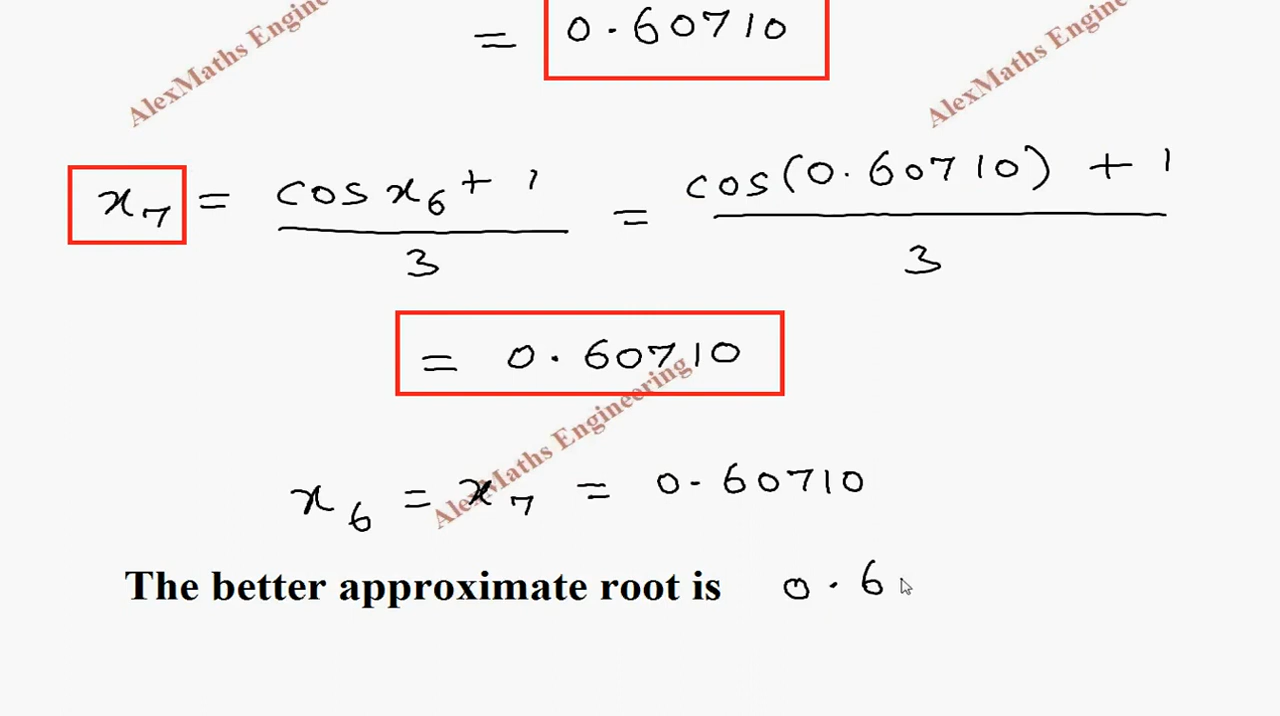 = 0.60710
AlexMaths Engine
AlexMaths Engine
x₇ = (cos x₆ + 1)/3 = (cos(0.60710) + 1)/3
= 0.60710
AlexMaths Engineering
x₆ = x₇ = 0.60710
The better approximate root is 0.6